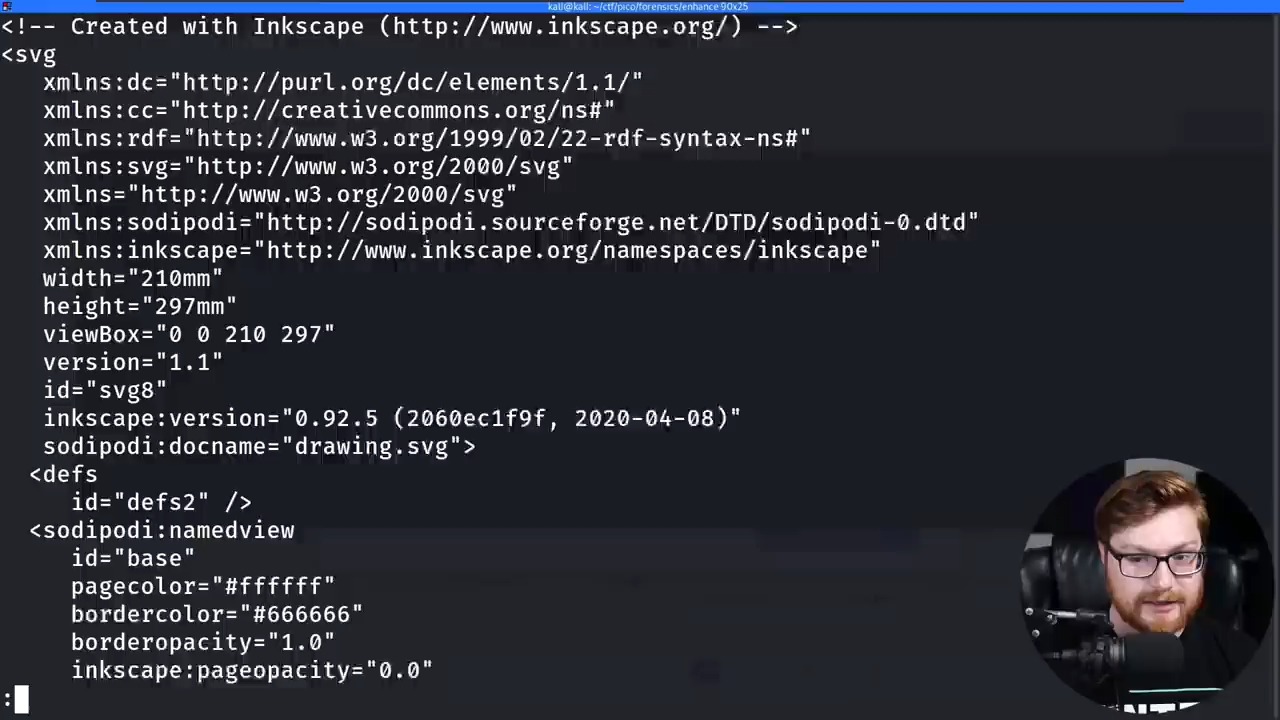 kali@kali: ~/ctf/pico/forensics/enhance 90x25
<!-- Created with Inkscape (http://www.inkscape.org/) -->
<svg
xmlns:dc="http://purl.org/dc/elements/1.1/"
xmlns:cc="http://creativecommons.org/ns#"
xmlns:rdf="http://www.w3.org/1999/02/22-rdf-syntax-ns#"
xmlns:svg="http://www.w3.org/2000/svg"
xmlns="http://www.w3.org/2000/svg"
xmlns:sodipodi="http://sodipodi.sourceforge.net/DTD/sodipodi-0.dtd"
xmlns:inkscape="http://www.inkscape.org/namespaces/inkscape"
width="210mm"
height="297mm"
viewBox="0 0 210 297"
version="1.1"
id="svg8"
inkscape:version="0.92.5 (2060ec1f9f, 2020-04-08)"
sodipodi:docname="drawing.svg">
<defs
id="defs2" />
<sodipodi:namedview
id="base"
pagecolor="#ffffff"
bordercolor="#666666"
borderopacity="1.0"
inkscape:pageopacity="0.0"
: